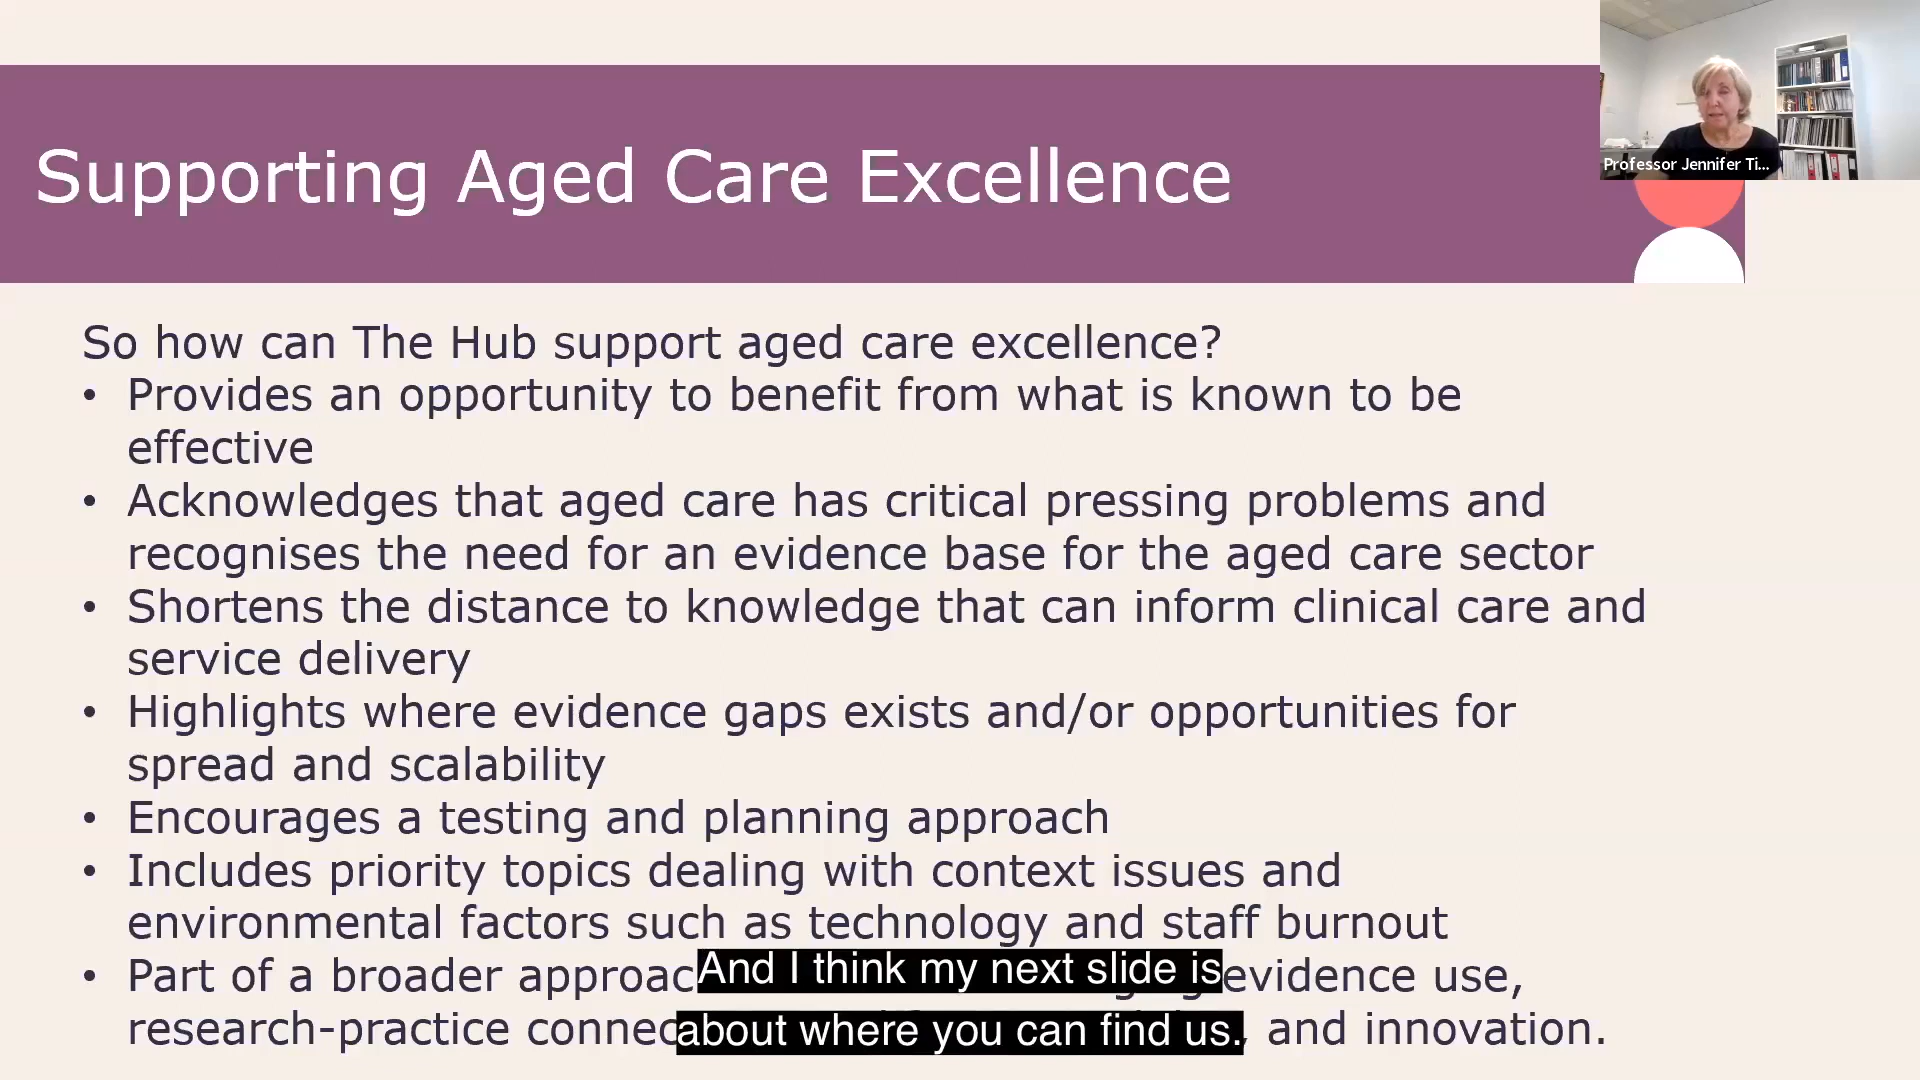 Professor Jennifer Ti...
Supporting Aged Care Excellence
So how can The Hub support aged care excellence?
• Provides an opportunity to benefit from what is known to be
effective
• Acknowledges that aged care has critical pressing problems and
recognises the need for an evidence base for the aged care sector
• Shortens the distance to knowledge that can inform clinical care and
service delivery
• Highlights where evidence gaps exists and/or opportunities for
spread and scalability
• Encourages a testing and planning approach
• Includes priority topics dealing with context issues and
environmental factors such as technology and staff burnout
• Part of a broader evidence use,
research-practice , and innovation.
And I think my next slide is
about where you can find us.